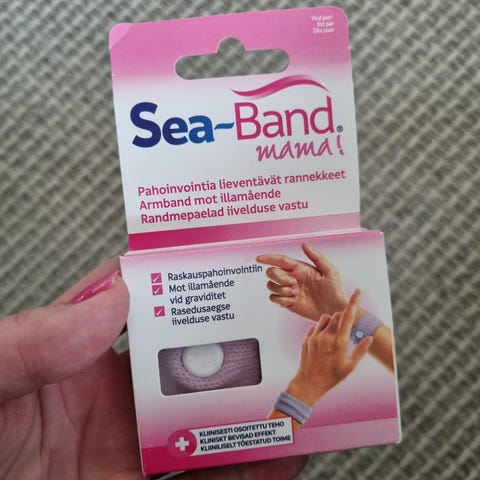 Yksi pari
Ett par
Üks paar
Sea-Band®
mama!
Pahoinvointia lieventävät rannekkeet
Armband mot illamående
Randmepaelad iivelduse vastu
Raskauspahoinvointiin
Mot illamående
vid graviditet
Rasedusaegse
iivelduse vastu
KLIINISESTI OSOITETTU TEHO
KLINISKT BEVISAD EFFEKT
KLIINILISELT TÕESTATUD TOIME